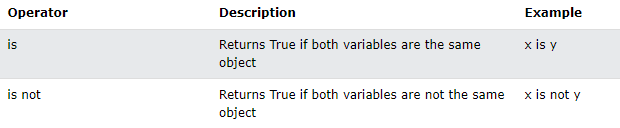 Operator Description Example
is Returns True if both variables are the same x is y
object
is not Returns True if both variables are not the same x is not y
object